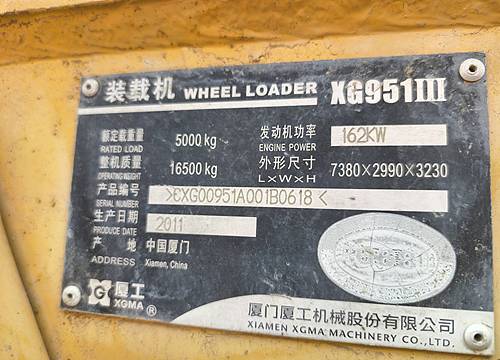 装载机 WHEEL LOADER XG951III
额定载重量 5000 kg 发动机功率 162KW
RATED LOAD ENGINE POWER
整机质量 16500 kg 外形尺寸 7380×2990×3230
OPERATING WEIGHT L×W×H
产品编号 >CXG00951A001B0618<
SERIAL NUMBER
生产日期 2011
PRODUCE DATE
产 地 中国厦门
ADDRESS Xiamen, China
G 厦工
XGMA ®
厦门厦工机械股份有限公司
XIAMEN XGMA MACHINERY CO.,LTD.